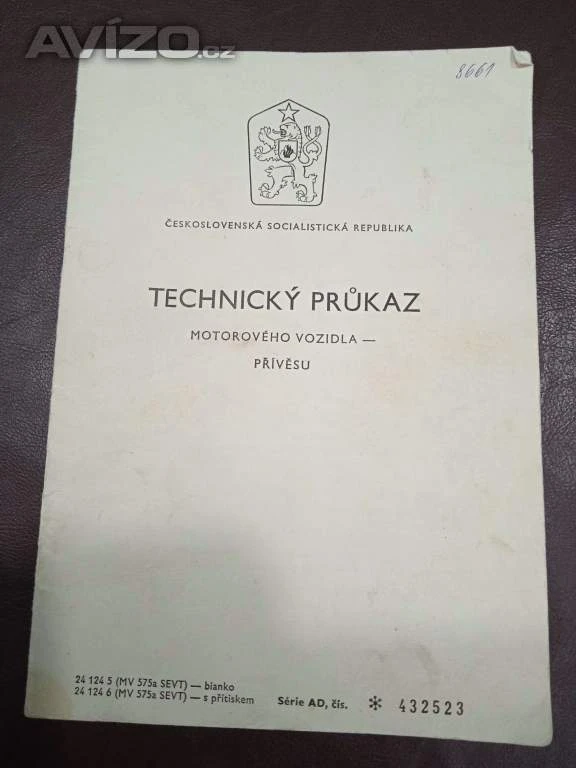 AVÍZO.cz
8661
ČESKOSLOVENSKÁ SOCIALISTICKÁ REPUBLIKA
TECHNICKÝ PRŮKAZ
MOTOROVÉHO VOZIDLA —
PŘÍVĚSU
24 124 5 (MV 575a SEVT) — bianko
24 124 6 (MV 575a SEVT) — s přítiskem
Série AD, čís. * 432523